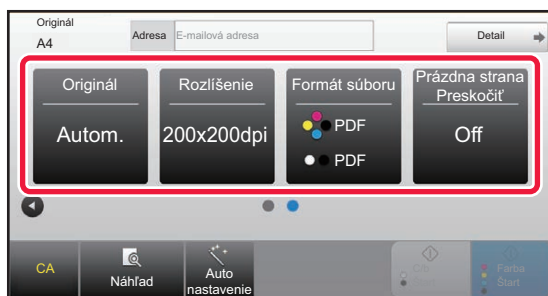 Originál
A4
Adresa
E-mailová adresa
Detail
Originál
Autom.
Rozlíšenie
200x200dpi
Formát súboru
PDF
PDF
Prázdna strana
Preskočiť
Off
CA
Náhľad
Auto
nastavenie
Farba
Štart